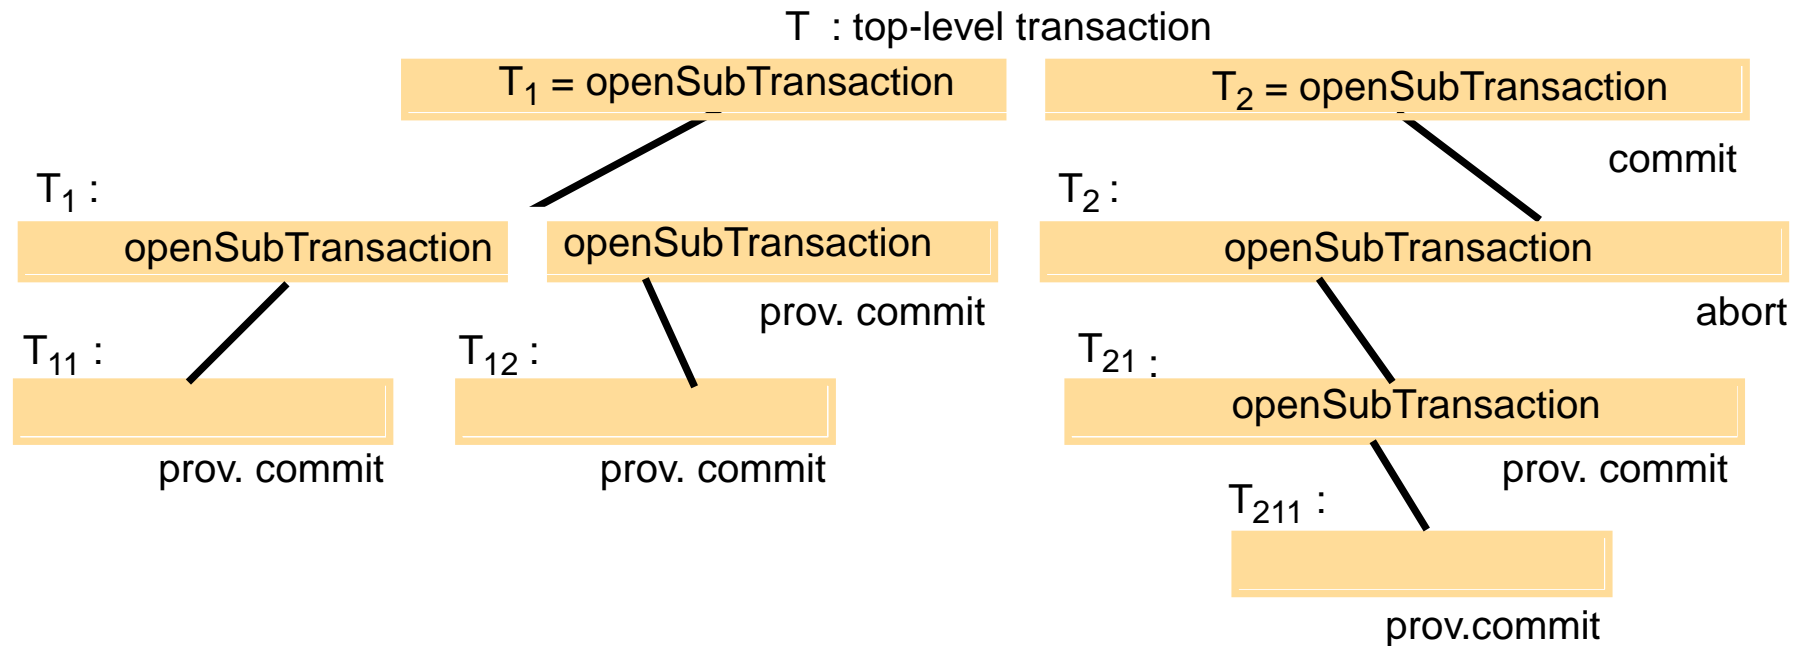 T : top-level transaction
T₁ = openSubTransaction
T₂ = openSubTransaction
commit
T₁ :
T₂ :
openSubTransaction
openSubTransaction
openSubTransaction
prov. commit
abort
T₁₁ :
T₁₂ :
T₂₁ :
openSubTransaction
prov. commit
prov. commit
prov. commit
T₂₁₁ :
prov.commit